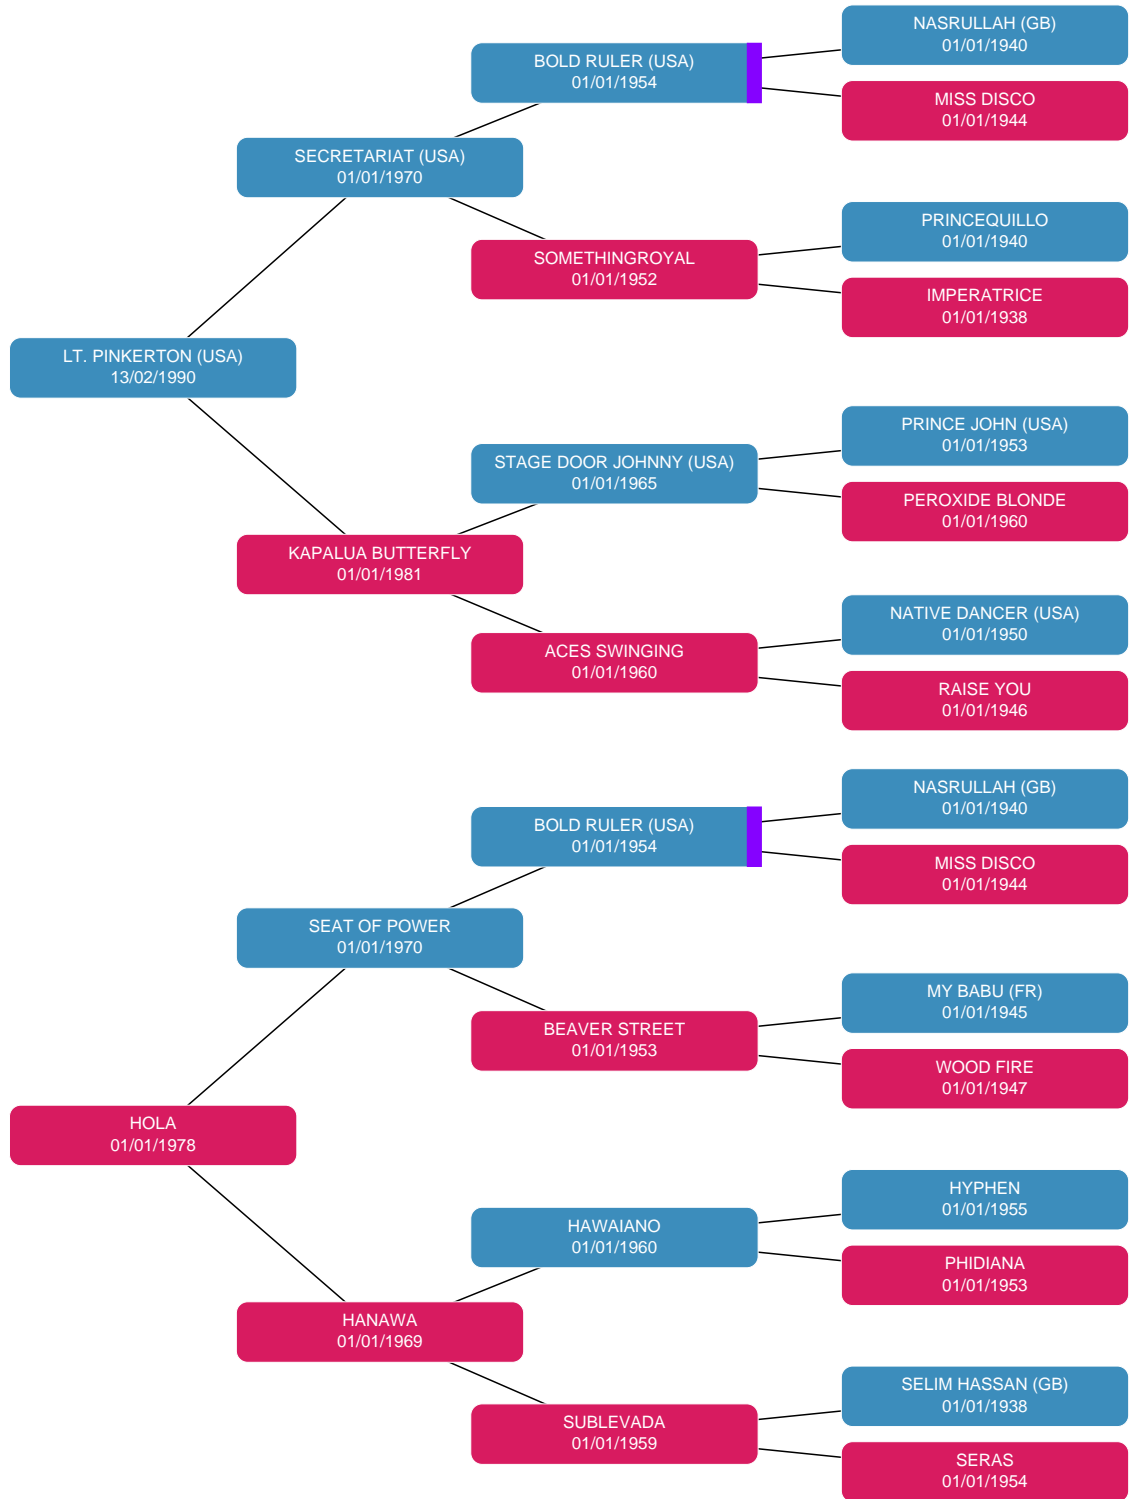 NASRULLAH (GB)
01/01/1940
BOLD RULER (USA)
01/01/1954
MISS DISCO
01/01/1944
SECRETARIAT (USA)
01/01/1970
PRINCEQUILLO
01/01/1940
SOMETHINGROYAL
01/01/1952
IMPERATRICE
01/01/1938
LT. PINKERTON (USA)
13/02/1990
PRINCE JOHN (USA)
01/01/1953
STAGE DOOR JOHNNY (USA)
01/01/1965
PEROXIDE BLONDE
01/01/1960
KAPALUA BUTTERFLY
01/01/1981
NATIVE DANCER (USA)
01/01/1950
ACES SWINGING
01/01/1960
RAISE YOU
01/01/1946
NASRULLAH (GB)
01/01/1940
BOLD RULER (USA)
01/01/1954
MISS DISCO
01/01/1944
SEAT OF POWER
01/01/1970
MY BABU (FR)
01/01/1945
BEAVER STREET
01/01/1953
WOOD FIRE
01/01/1947
HOLA
01/01/1978
HYPHEN
01/01/1955
HAWAIANO
01/01/1960
PHIDIANA
01/01/1953
HANAWA
01/01/1969
SELIM HASSAN (GB)
01/01/1938
SUBLEVADA
01/01/1959
SERAS
01/01/1954